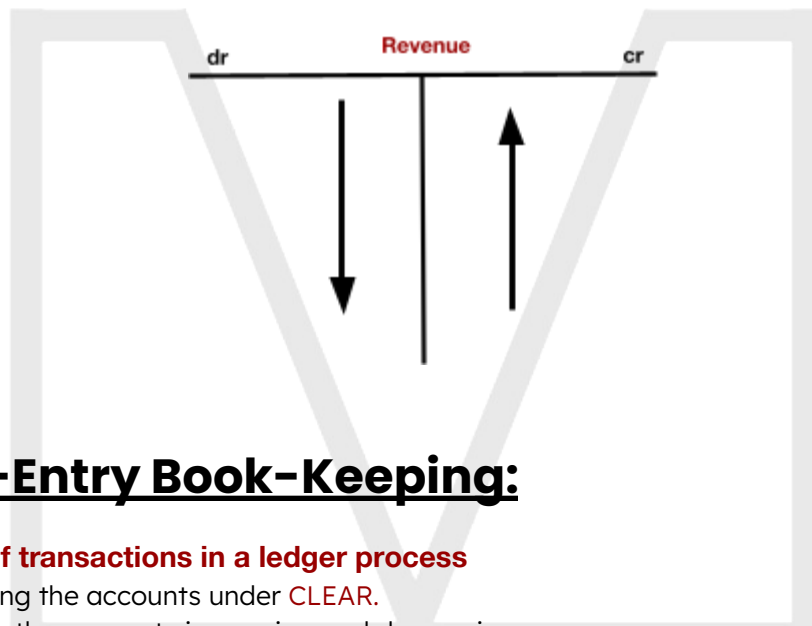 Revenue
dr cr
-Entry Book-Keeping:
f transactions in a ledger process
ng the accounts under CLEAR.